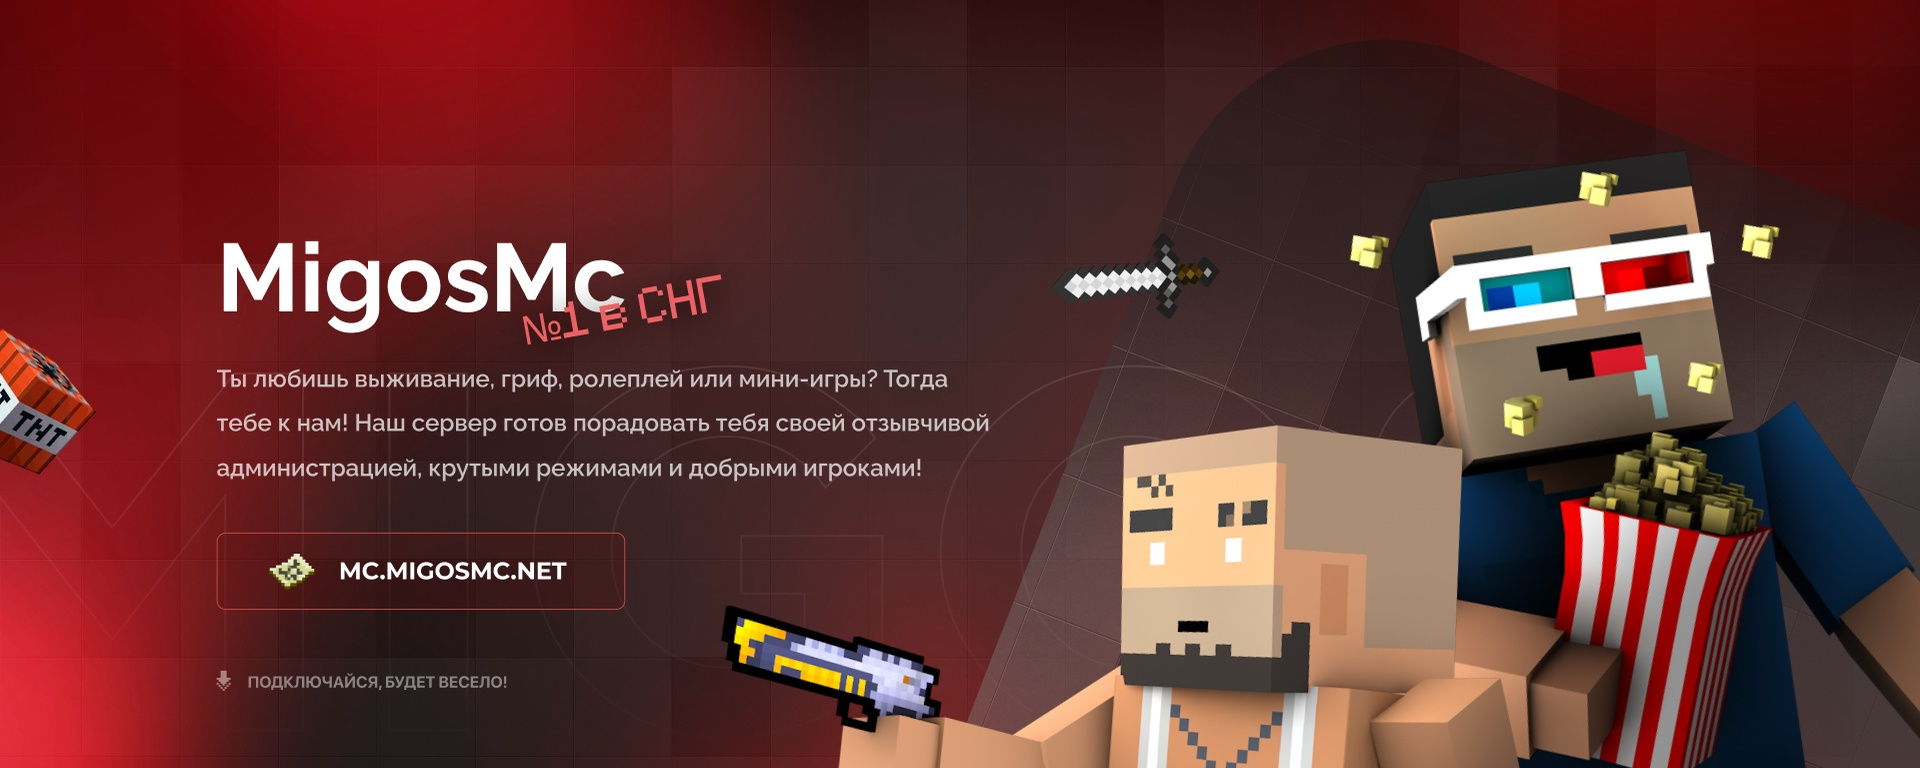 MigosMc
№1 в СНГ
Ты любишь выживание, гриф, ролеплей или мини-игры? Тогда
тебе к нам! Наш сервер готов порадовать тебя своей отзывчивой
администрацией, крутыми режимами и добрыми игроками!
MC.MIGOSMC.NET
ПОДКЛЮЧАЙСЯ, БУДЕТ ВЕСЕЛО!
TNT